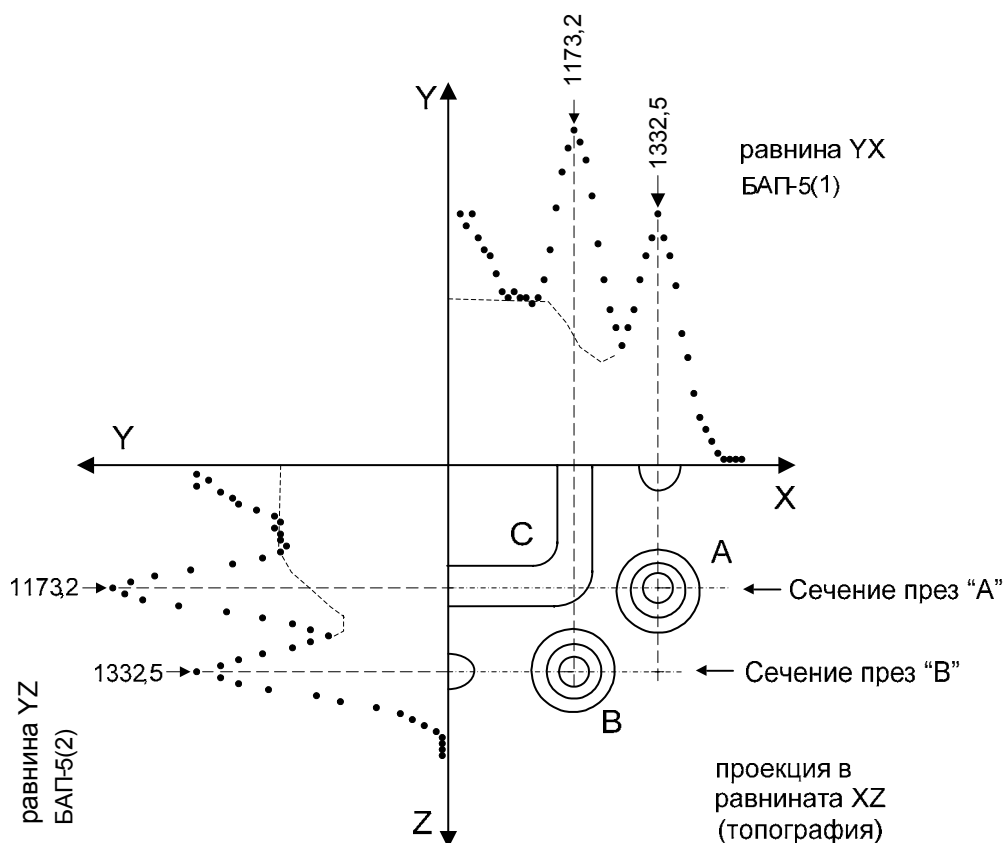 1173,2
Y
1332,5
равнина YX
БАП-5(1)
Y
X
C
A
1173,2
Сечение през “A”
1332,5
Сечение през “B”
B
равнина YZ
БАП-5(2)
Z
проекция в
равнината XZ
(топография)